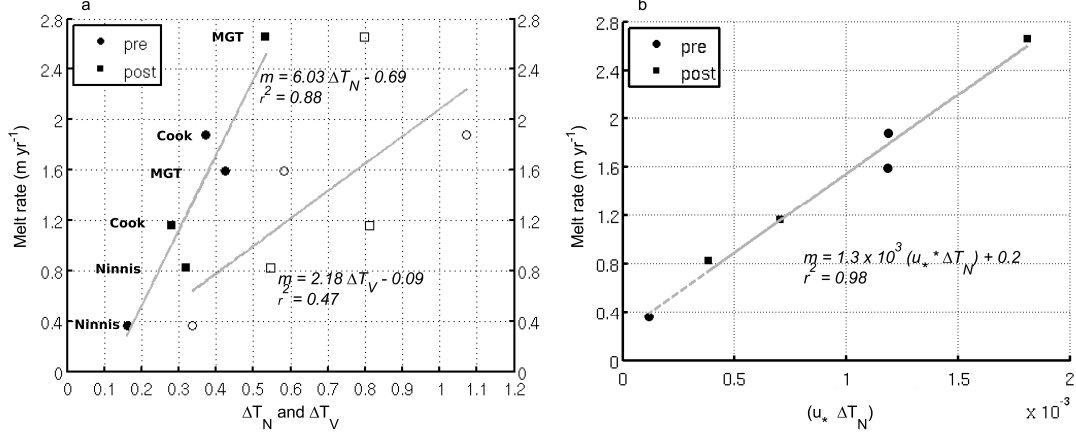 a
2.8
2.4
2
1.6
1.2
0.8
0.4
0
2.8
2.4
2
1.6
1.2
0.8
0.4
0
pre
post
MGT
m = 6.03 ΔT_N - 0.69
r² = 0.88
Cook
MGT
Cook
Ninnis
m = 2.18 ΔT_V - 0.09
r² = 0.47
Ninnis
0 0.1 0.2 0.3 0.4 0.5 0.6 0.7 0.8 0.9 1 1.1 1.2
ΔT_N and ΔT_V
Melt rate (m yr⁻¹)
b
2.8
2.4
2
1.6
1.2
0.8
0.4
0
pre
post
m = 1.3 x 10³ (u_* * ΔT_N) + 0.2
r² = 0.98
0 0.5 1 1.5 2
x 10⁻³
(u_* ΔT_N)
Melt rate (m yr⁻¹)